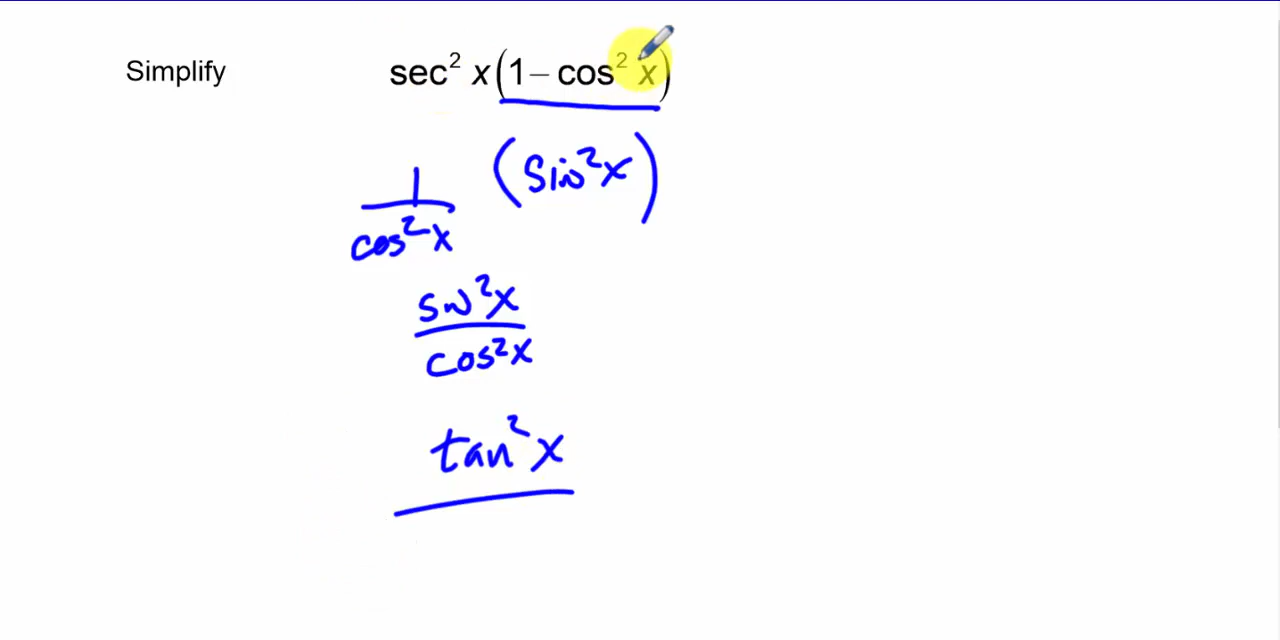 Simplify sec² x(1 − cos² x)
1/cos²x (sin²x)
sin²x
cos²x
tan²x